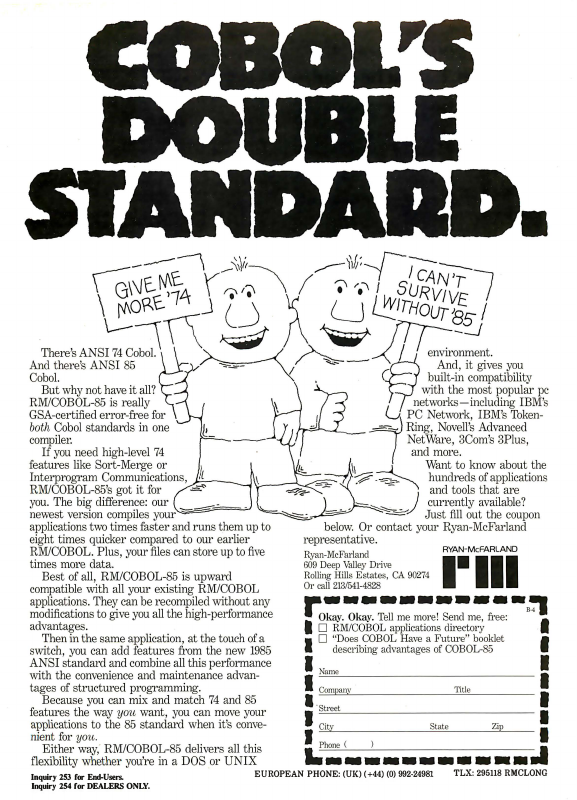 COBOL'S
DOUBLE
STANDARD.
GIVE ME
MORE '74
I CAN'T
SURVIVE
WITHOUT '85
There's ANSI 74 Cobol.
And there's ANSI 85
Cobol.
But why not have it all?
RM/COBOL-85 is really
GSA-certified error-free for
both Cobol standards in one
compiler.
If you need high-level 74
features like Sort-Merge or
Interprogram Communications,
RM/COBOL-85's got it for
you. The big difference: our
newest version compiles your
applications two times faster and runs them up to
eight times quicker compared to our earlier
RM/COBOL. Plus, your files can store up to five
times more data.
Best of all, RM/COBOL-85 is upward
compatible with all your existing RM/COBOL
applications. They can be recompiled without any
modifications to give you all the high-performance
advantages.
Then in the same application, at the touch of a
switch, you can add features from the new 1985
ANSI standard and combine all this performance
with the convenience and maintenance advan-
tages of structured programming.
Because you can mix and match 74 and 85
features the way you want, you can move your
applications to the 85 standard when it's conve-
nient for you.
Either way, RM/COBOL-85 delivers all this
flexibility whether you're in a DOS or UNIX
environment.
And, it gives you
built-in compatibility
with the most popular pc
networks—including IBM's
PC Network, IBM's Token-
Ring, Novell's Advanced
NetWare, 3Com's 3Plus,
and more.
Want to know about the
hundreds of applications
and tools that are
currently available?
Just fill out the coupon
below. Or contact your Ryan-McFarland
representative.
Ryan-McFarland
609 Deep Valley Drive
Rolling Hills Estates, CA 90274
Or call 213/541-4828
RYAN-McFARLAND
rm
B-4
Okay. Okay. Tell me more! Send me, free:
☐ RM/COBOL applications directory
☐ "Does COBOL Have a Future" booklet
describing advantages of COBOL-85
Name
Company Title
Street
City State Zip
Phone ( )
Inquiry 253 for End-Users.
Inquiry 254 for DEALERS ONLY.
EUROPEAN PHONE: (UK) (+44) (0) 992-24981 TLX: 295118 RMCLONG